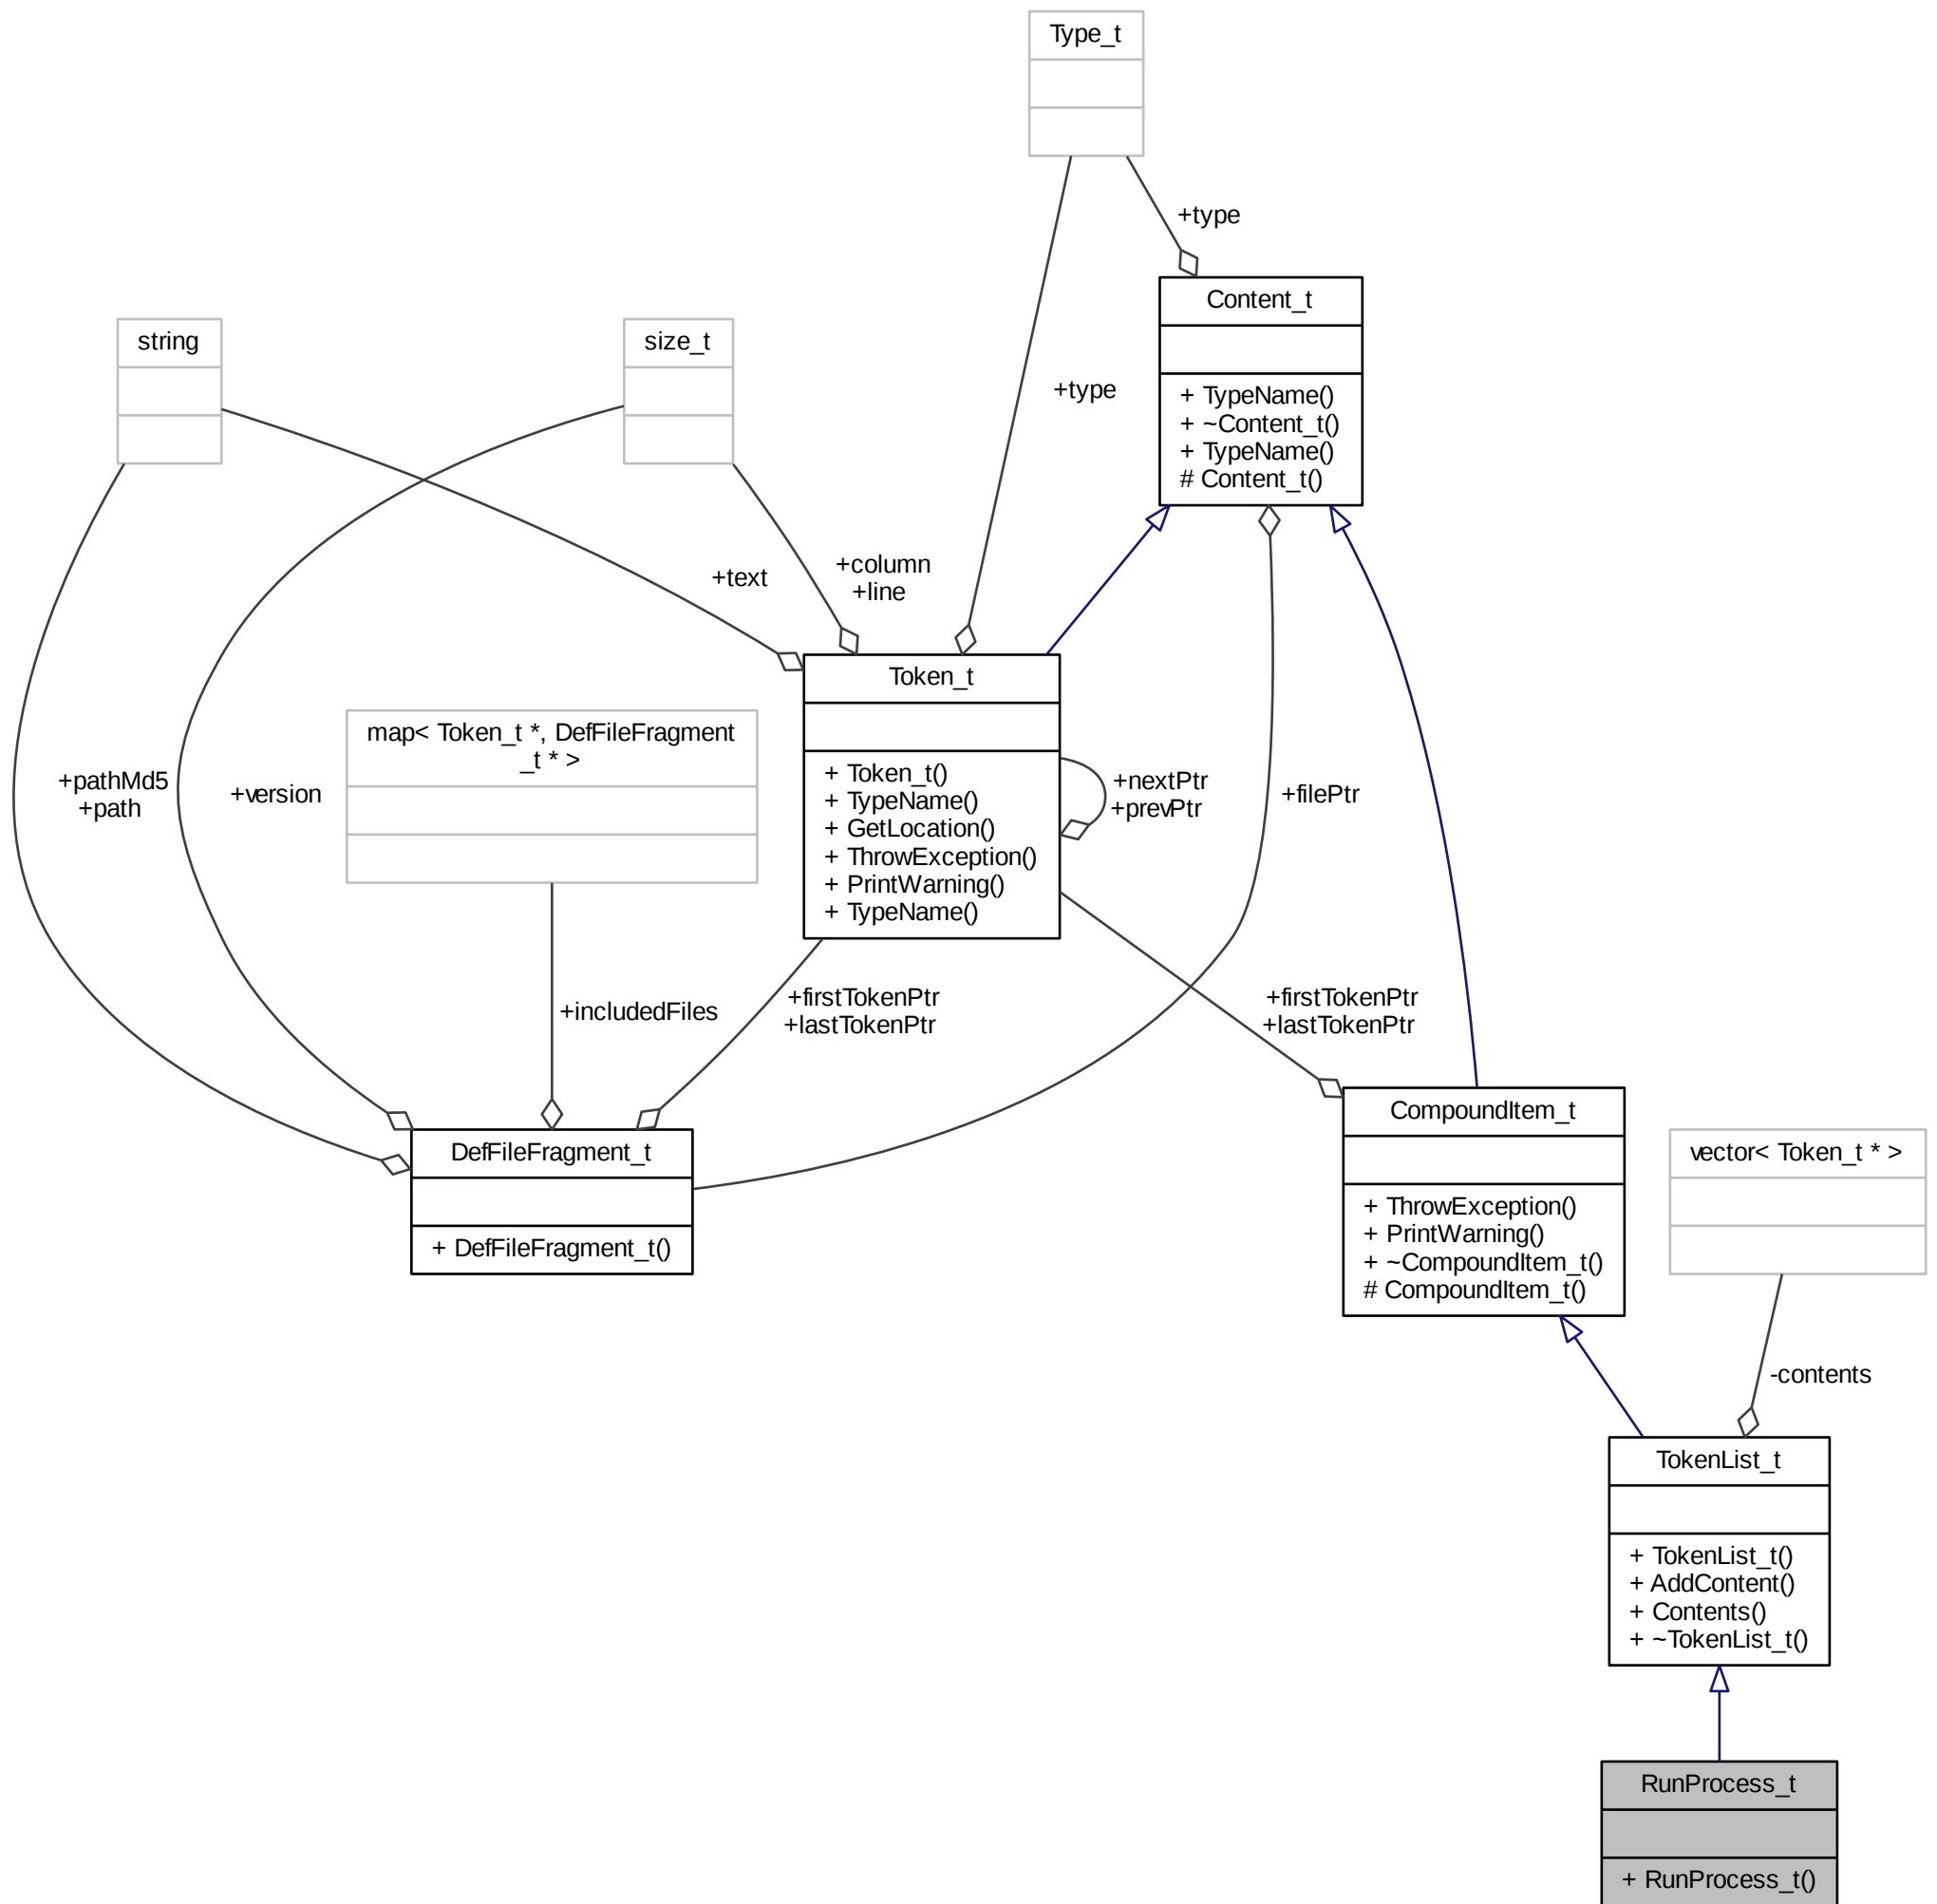 Type_t
+type
Content_t
+ TypeName()
+ ~Content_t()
+ TypeName()
# Content_t()
string
size_t
+type
+text
+column
+line
Token_t
+ Token_t()
+ TypeName()
+ GetLocation()
+ ThrowException()
+ PrintWarning()
+ TypeName()
+nextPtr
+prevPtr
+filePtr
map< Token_t *, DefFileFragment
_t * >
+pathMd5
+path
+version
+includedFiles
+firstTokenPtr
+lastTokenPtr
+firstTokenPtr
+lastTokenPtr
DefFileFragment_t
+ DefFileFragment_t()
CompoundItem_t
+ ThrowException()
+ PrintWarning()
+ ~CompoundItem_t()
# CompoundItem_t()
vector< Token_t * >
-contents
TokenList_t
+ TokenList_t()
+ AddContent()
+ Contents()
+ ~TokenList_t()
RunProcess_t
+ RunProcess_t()